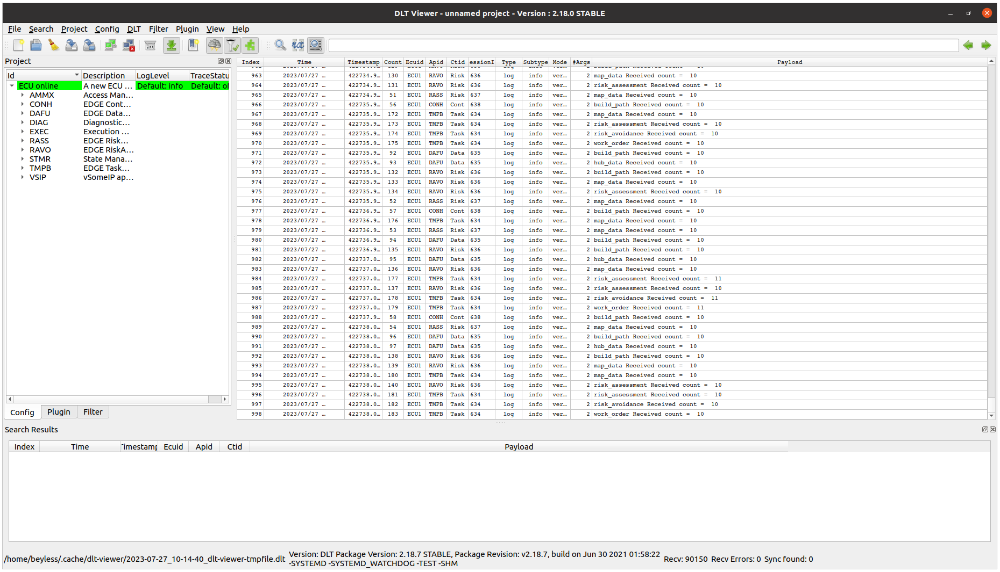 DLT Viewer - unnamed project - Version : 2.18.0 STABLE
File Search Project Config DLT Filter Plugin View Help
Project
Id Description LogLevel TraceStatu
ECU online A new ECU ... Default: info Default: of
AMMX Access Man...
CONH EDGE Cont...
DAFU EDGE Data...
DIAG Diagnostic...
EXEC Execution ...
RASS EDGE Risk...
RAVO EDGE RiskA...
STMR State Mana...
TMPB EDGE Task...
VSIP vSomeIP ap...
Config Plugin Filter
Index Time Timestamp Count Ecuid Apid Ctid essionI Type Subtype Mode #Args Payload
963 2023/07/27 … 422734.9… 130 ECU1 RAVO Risk 636 log info ver… 2 map_data Received count = 10
964 2023/07/27 … 422734.9… 131 ECU1 RAVO Risk 636 log info ver… 2 risk_assessment Received count = 10
965 2023/07/27 … 422734.9… 51 ECU1 RASS Risk 637 log info ver… 2 map_data Received count = 10
966 2023/07/27 … 422735.9… 56 ECU1 CONH Cont 638 log info ver… 2 build_path Received count = 10
967 2023/07/27 … 422735.9… 172 ECU1 TMPB Task 634 log info ver… 2 map_data Received count = 10
968 2023/07/27 … 422735.9… 173 ECU1 TMPB Task 634 log info ver… 2 risk_assessment Received count = 10
969 2023/07/27 … 422735.9… 174 ECU1 TMPB Task 634 log info ver… 2 risk_avoidance Received count = 10
970 2023/07/27 … 422735.9… 175 ECU1 TMPB Task 634 log info ver… 2 work_order Received count = 10
971 2023/07/27 … 422735.9… 92 ECU1 DAFU Data 635 log info ver… 2 build_path Received count = 10
972 2023/07/27 … 422735.9… 93 ECU1 DAFU Data 635 log info ver… 2 hub_data Received count = 10
973 2023/07/27 … 422735.9… 132 ECU1 RAVO Risk 636 log info ver… 2 build_path Received count = 10
974 2023/07/27 … 422735.9… 133 ECU1 RAVO Risk 636 log info ver… 2 map_data Received count = 10
975 2023/07/27 … 422735.9… 134 ECU1 RAVO Risk 636 log info ver… 2 risk_assessment Received count = 10
976 2023/07/27 … 422735.9… 52 ECU1 RASS Risk 637 log info ver… 2 map_data Received count = 10
977 2023/07/27 … 422736.9… 57 ECU1 CONH Cont 638 log info ver… 2 build_path Received count = 10
978 2023/07/27 … 422736.9… 176 ECU1 TMPB Task 634 log info ver… 2 map_data Received count = 10
979 2023/07/27 … 422736.9… 53 ECU1 RASS Risk 637 log info ver… 2 map_data Received count = 10
980 2023/07/27 … 422736.9… 94 ECU1 DAFU Data 635 log info ver… 2 build_path Received count = 10
981 2023/07/27 … 422736.9… 135 ECU1 RAVO Risk 636 log info ver… 2 build_path Received count = 10
982 2023/07/27 … 422737.0… 95 ECU1 DAFU Data 635 log info ver… 2 hub_data Received count = 10
983 2023/07/27 … 422737.0… 136 ECU1 RAVO Risk 636 log info ver… 2 map_data Received count = 10
984 2023/07/27 … 422737.0… 177 ECU1 TMPB Task 634 log info ver… 2 risk_assessment Received count = 11
985 2023/07/27 … 422737.0… 137 ECU1 RAVO Risk 636 log info ver… 2 risk_assessment Received count = 10
986 2023/07/27 … 422737.0… 178 ECU1 TMPB Task 634 log info ver… 2 risk_avoidance Received count = 11
987 2023/07/27 … 422737.0… 179 ECU1 TMPB Task 634 log info ver… 2 work_order Received count = 11
988 2023/07/27 … 422737.9… 58 ECU1 CONH Cont 638 log info ver… 2 build_path Received count = 10
989 2023/07/27 … 422738.0… 54 ECU1 RASS Risk 637 log info ver… 2 map_data Received count = 10
990 2023/07/27 … 422738.0… 96 ECU1 DAFU Data 635 log info ver… 2 build_path Received count = 10
991 2023/07/27 … 422738.0… 97 ECU1 DAFU Data 635 log info ver… 2 hub_data Received count = 10
992 2023/07/27 … 422738.0… 138 ECU1 RAVO Risk 636 log info ver… 2 build_path Received count = 10
993 2023/07/27 … 422738.0… 139 ECU1 RAVO Risk 636 log info ver… 2 map_data Received count = 10
994 2023/07/27 … 422738.0… 180 ECU1 TMPB Task 634 log info ver… 2 map_data Received count = 10
995 2023/07/27 … 422738.0… 140 ECU1 RAVO Risk 636 log info ver… 2 risk_assessment Received count = 10
996 2023/07/27 … 422738.0… 181 ECU1 TMPB Task 634 log info ver… 2 risk_assessment Received count = 10
997 2023/07/27 … 422738.0… 182 ECU1 TMPB Task 634 log info ver… 2 risk_avoidance Received count = 10
998 2023/07/27 … 422738.0… 183 ECU1 TMPB Task 634 log info ver… 2 work_order Received count = 10
Search Results
Index Time Timestamp Ecuid Apid Ctid Payload
/home/beyless/.cache/dlt-viewer/2023-07-27_10-14-40_dlt-viewer-tmpfile.dlt
Version: DLT Package Version: 2.18.7 STABLE, Package Revision: v2.18.7, build on Jun 30 2021 01:58:22
-SYSTEMD -SYSTEMD_WATCHDOG -TEST -SHM
Recv: 90150 Recv Errors: 0 Sync found: 0